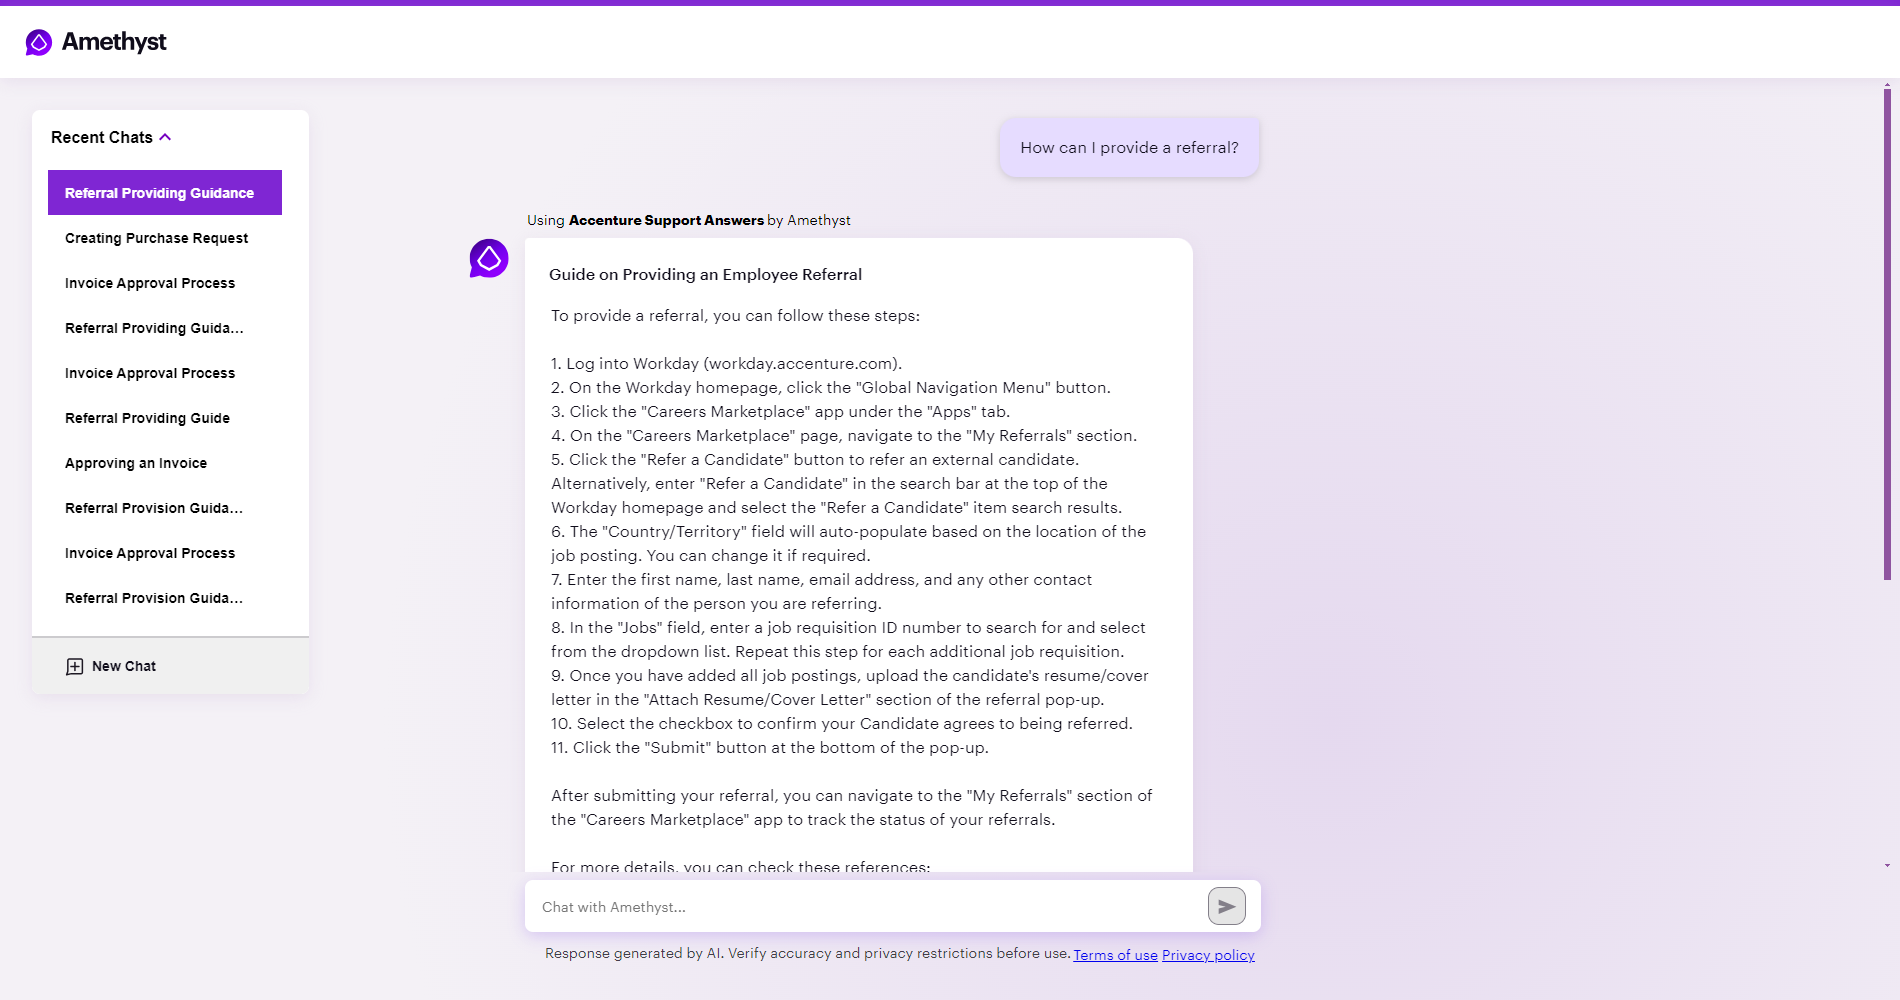 Amethyst
Recent Chats
Referral Providing Guidance
Creating Purchase Request
Invoice Approval Process
Referral Providing Guida...
Invoice Approval Process
Referral Providing Guide
Approving an Invoice
Referral Provision Guida...
Invoice Approval Process
Referral Provision Guida...
New Chat
How can I provide a referral?
Using Accenture Support Answers by Amethyst
Guide on Providing an Employee Referral
To provide a referral, you can follow these steps:
1. Log into Workday (workday.accenture.com).
2. On the Workday homepage, click the "Global Navigation Menu" button.
3. Click the "Careers Marketplace" app under the "Apps" tab.
4. On the "Careers Marketplace" page, navigate to the "My Referrals" section.
5. Click the "Refer a Candidate" button to refer an external candidate.
Alternatively, enter "Refer a Candidate" in the search bar at the top of the
Workday homepage and select the "Refer a Candidate" item search results.
6. The "Country/Territory" field will auto-populate based on the location of the
job posting. You can change it if required.
7. Enter the first name, last name, email address, and any other contact
information of the person you are referring.
8. In the "Jobs" field, enter a job requisition ID number to search for and select
from the dropdown list. Repeat this step for each additional job requisition.
9. Once you have added all job postings, upload the candidate's resume/cover
letter in the "Attach Resume/Cover Letter" section of the referral pop-up.
10. Select the checkbox to confirm your Candidate agrees to being referred.
11. Click the "Submit" button at the bottom of the pop-up.
After submitting your referral, you can navigate to the "My Referrals" section of
the "Careers Marketplace" app to track the status of your referrals.
For more details, you can check these references:
Chat with Amethyst...
Response generated by AI. Verify accuracy and privacy restrictions before use. Terms of use Privacy policy